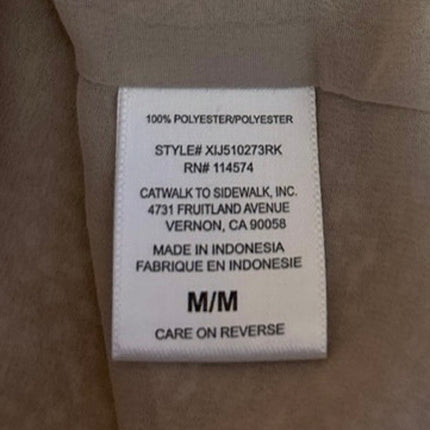 100% POLYESTER/POLYESTER
STYLE# XIJ510273RK
RN# 114574
CATWALK TO SIDEWALK, INC.
4731 FRUITLAND AVENUE
VERNON, CA 90058
MADE IN INDONESIA
FABRIQUE EN INDONESIE
M/M
CARE ON REVERSE